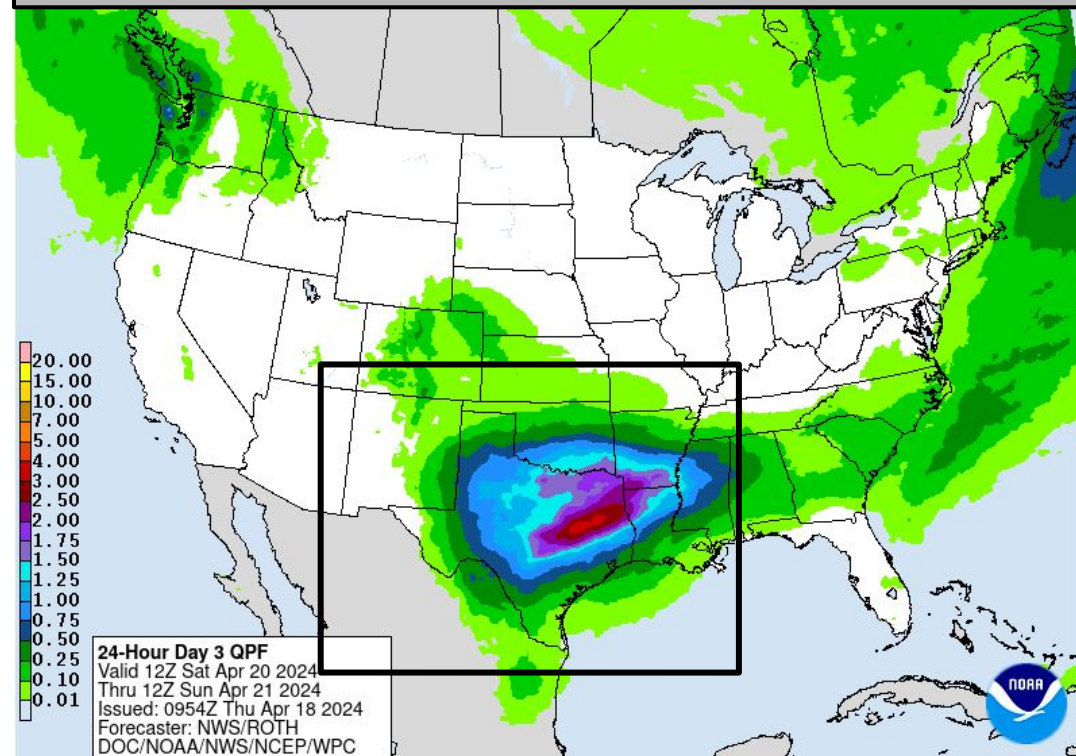 20.00
15.00
10.00
7.00
5.00
4.00
3.00
2.50
2.00
1.75
1.50
1.25
1.00
0.75
0.50
0.25
0.10
0.01
24-Hour Day 3 QPF
Valid 12Z Sat Apr 20 2024
Thru 12Z Sun Apr 21 2024
Issued: 0954Z Thu Apr 18 2024
Forecaster: NWS/ROTH
DOC/NOAA/NWS/NCEP/WPC
NOAA